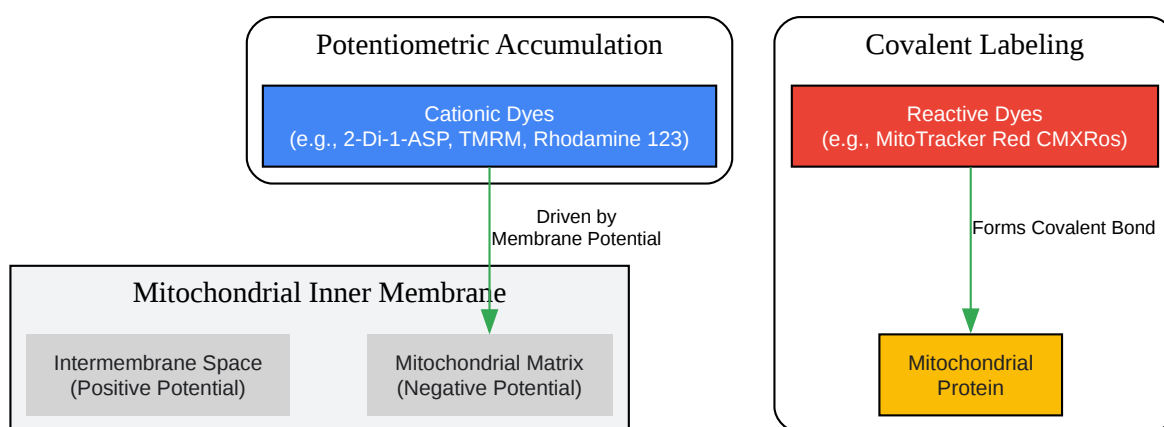 Potentiometric Accumulation
Cationic Dyes
(e.g., 2-Di-1-ASP, TMRM, Rhodamine 123)
Driven by
Membrane Potential
Mitochondrial Inner Membrane
Intermembrane Space
(Positive Potential)
Mitochondrial Matrix
(Negative Potential)
Covalent Labeling
Reactive Dyes
(e.g., MitoTracker Red CMXRos)
Forms Covalent Bond
Mitochondrial
Protein